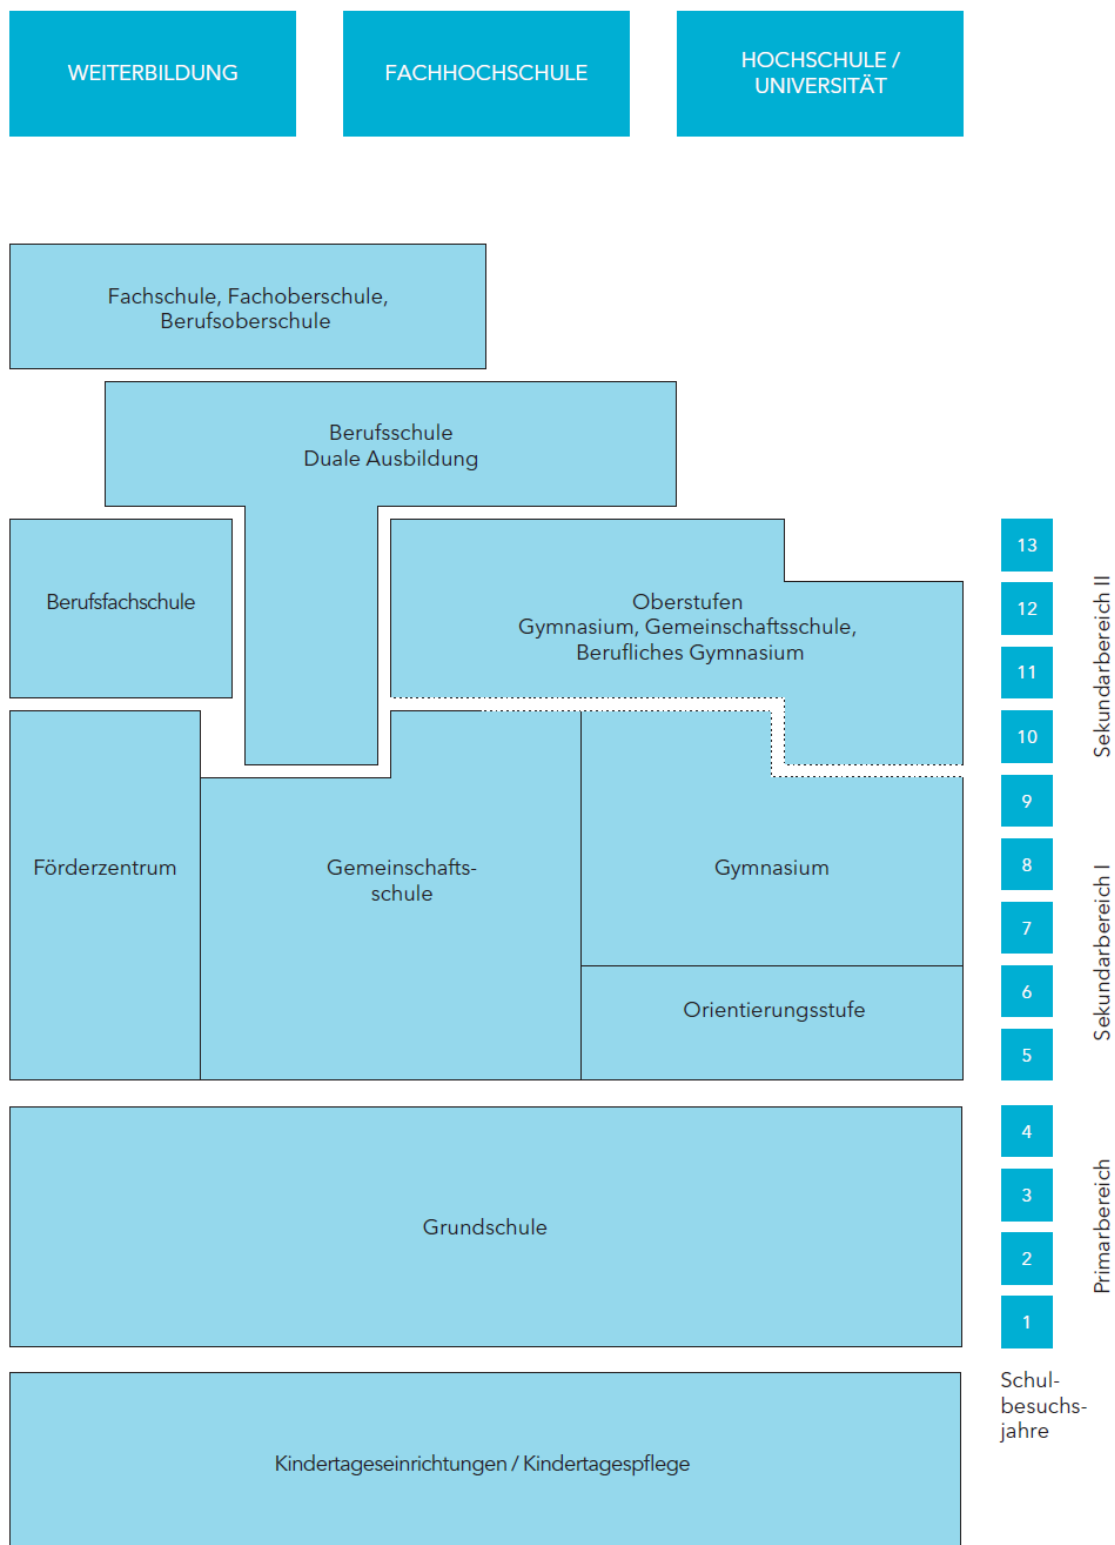 WEITERBILDUNG
FACHHOCHSCHULE
HOCHSCHULE /
UNIVERSITÄT
Fachschule, Fachoberschule,
Berufsoberschule
Berufsschule
Duale Ausbildung
Berufsfachschule
Oberstufen
Gymnasium, Gemeinschaftsschule,
Berufliches Gymnasium
13
12
11
10
Sekundarbereich II
Förderzentrum
Gemeinschafts-
schule
Gymnasium
Orientierungsstufe
9
8
7
6
5
Sekundarbereich I
Grundschule
4
3
2
1
Primarbereich
Schul-
besuchs-
jahre
Kindertageseinrichtungen / Kindertagespflege